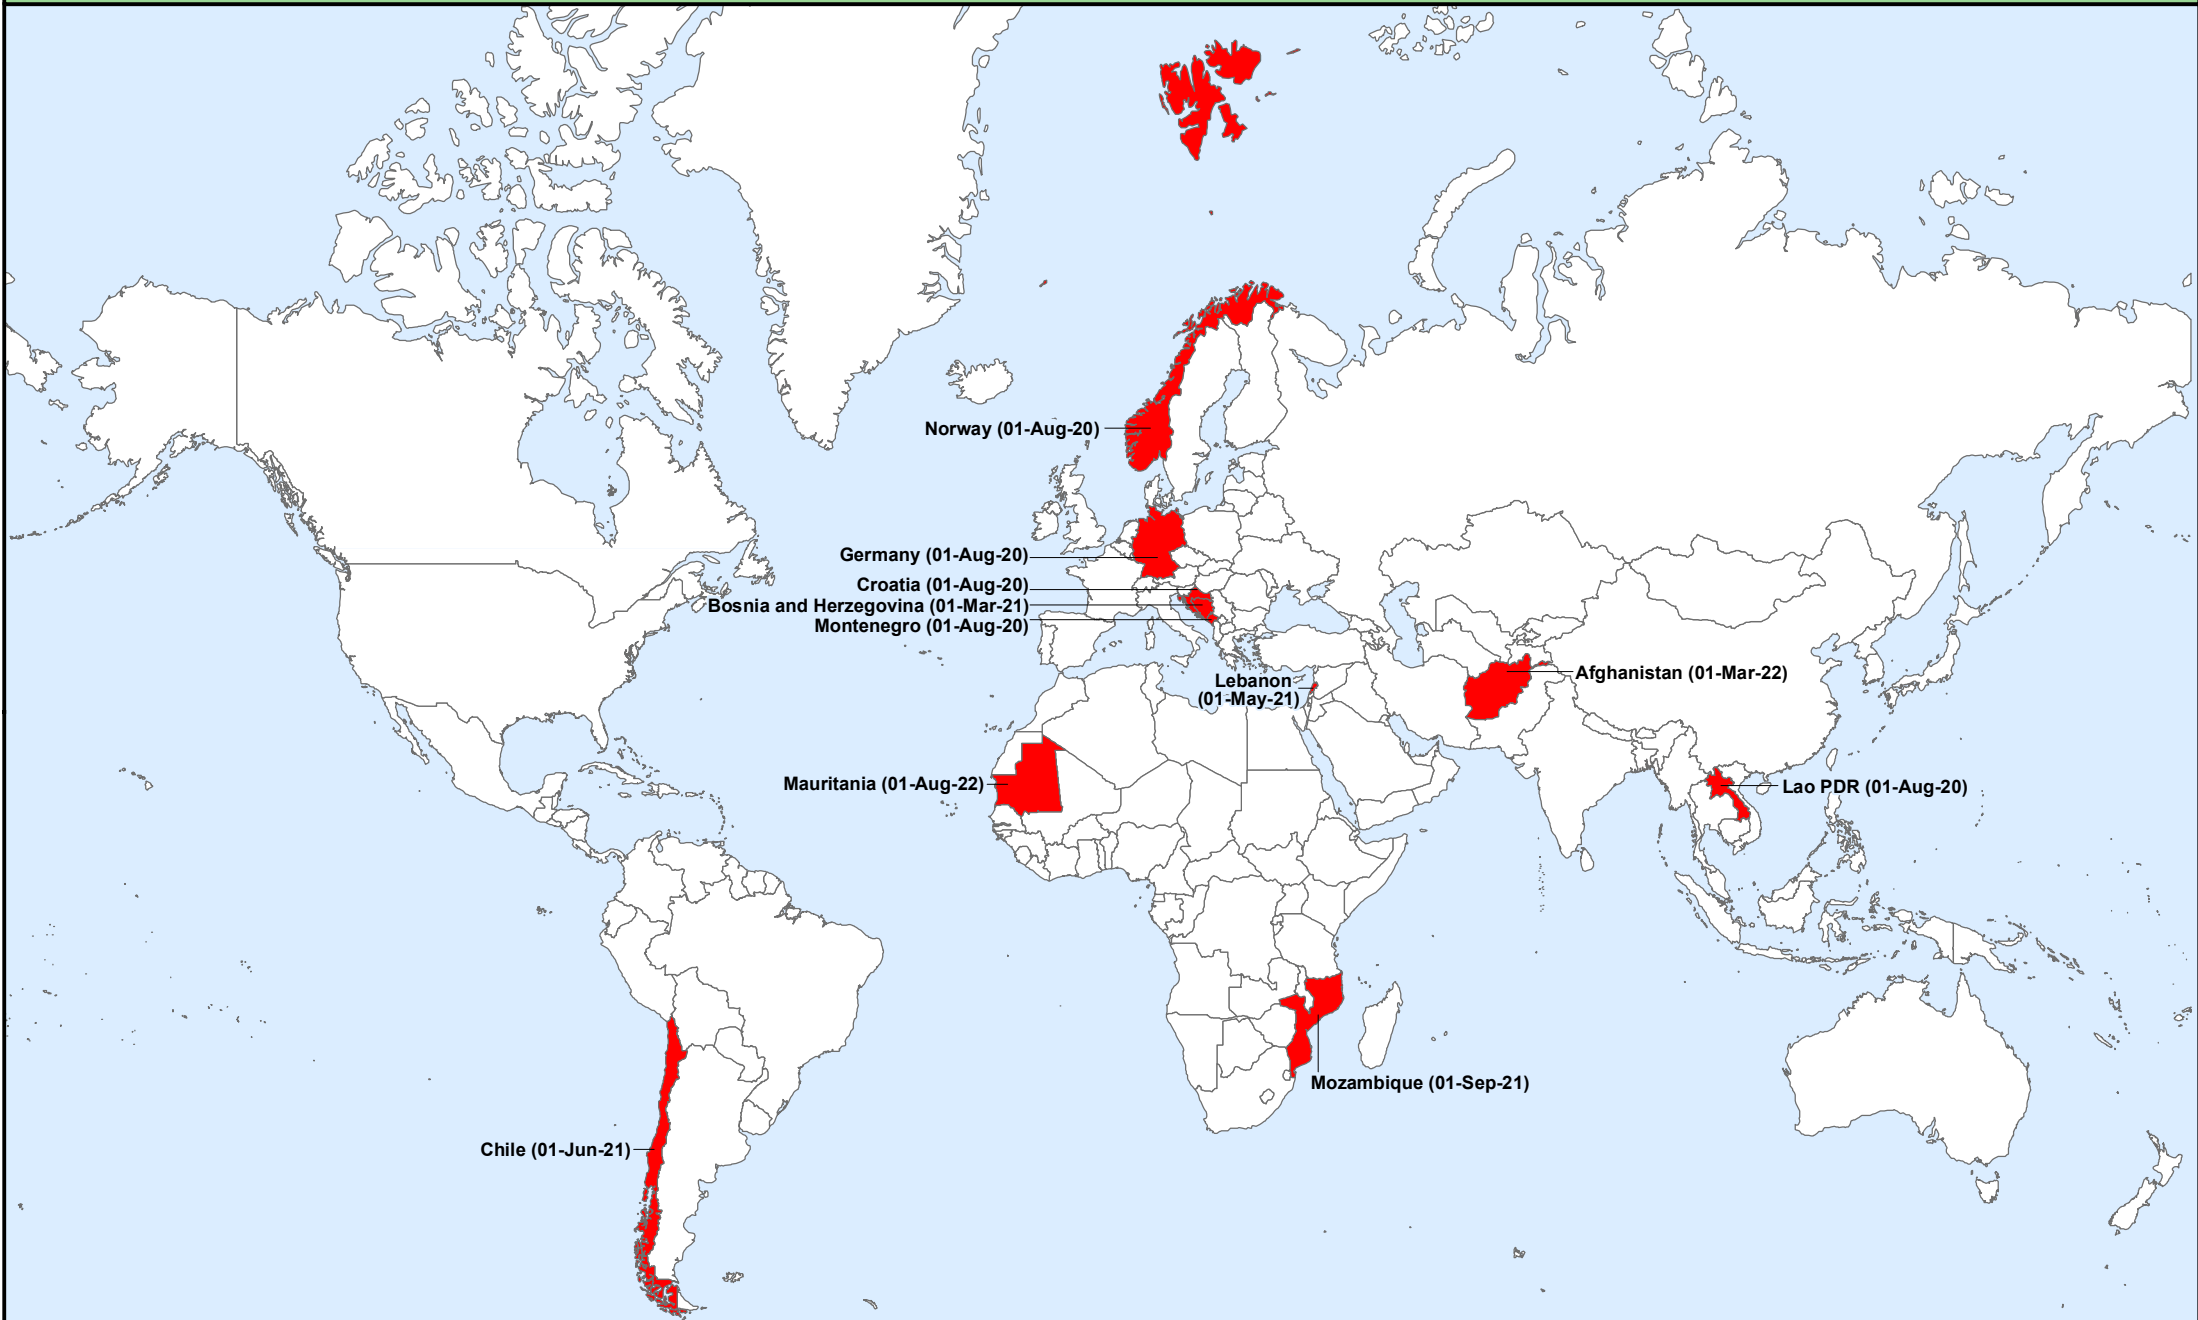 Norway (01-Aug-20)
Germany (01-Aug-20)
Croatia (01-Aug-20)
Bosnia and Herzegovina (01-Mar-21)
Montenegro (01-Aug-20)
Lebanon
(01-May-21)
Afghanistan (01-Mar-22)
Mauritania (01-Aug-22)
Lao PDR (01-Aug-20)
Mozambique (01-Sep-21)
Chile (01-Jun-21)